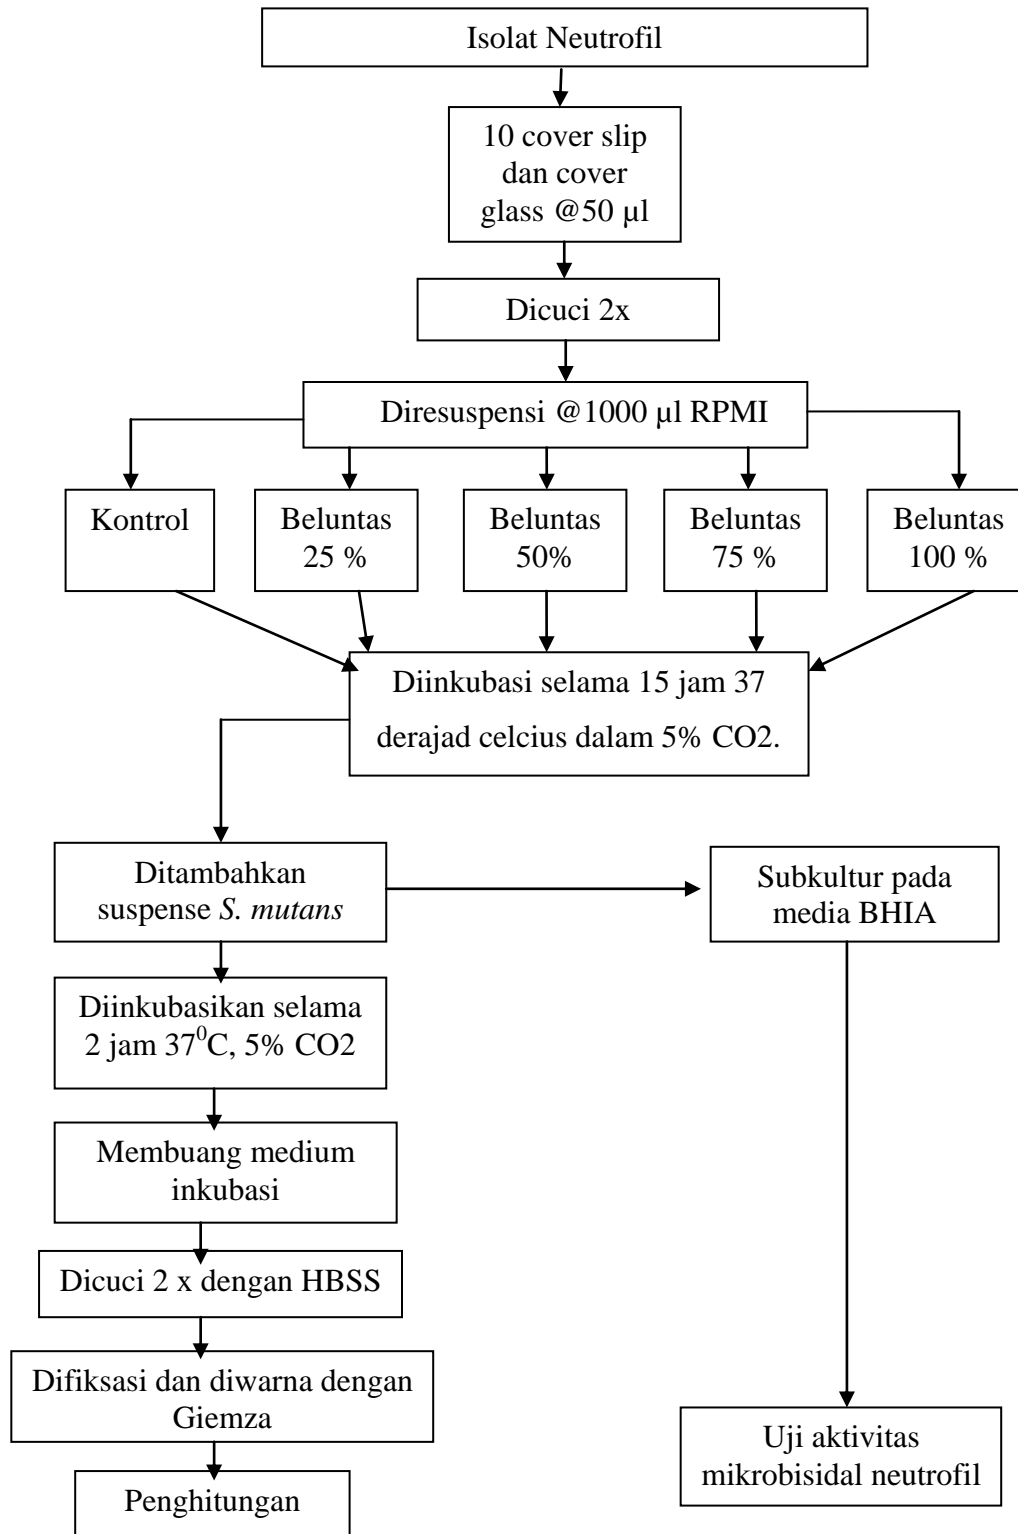 Isolat Neutrofil
10 cover slip
dan cover
glass @50 µl
Dicuci 2x
Diresuspensi @1000 µl RPMI
Kontrol
Beluntas
25 %
Beluntas
50%
Beluntas
75 %
Beluntas
100 %
Diinkubasi selama 15 jam 37
derajad celcius dalam 5% CO2.
Ditambahkan
suspense S. mutans
Subkultur pada
media BHIA
Diinkubasikan selama
2 jam 37⁰C, 5% CO2
Membuang medium
inkubasi
Dicuci 2 x dengan HBSS
Difiksasi dan diwarna dengan
Giemza
Uji aktivitas
mikrobisidal neutrofil
Penghitungan